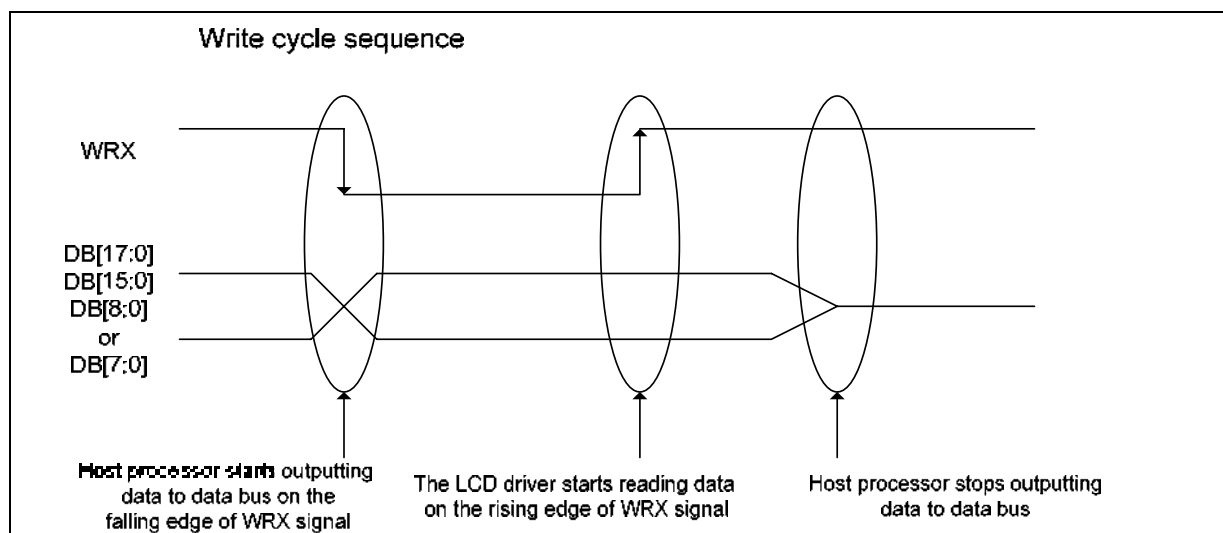 Write cycle sequence
WRX
DB[17:0]
DB[15:0]
DB[8:0]
or
DB[7:0]
Host processor starts outputting
data to data bus on the
falling edge of WRX signal
The LCD driver starts reading data
on the rising edge of WRX signal
Host processor stops outputting
data to data bus